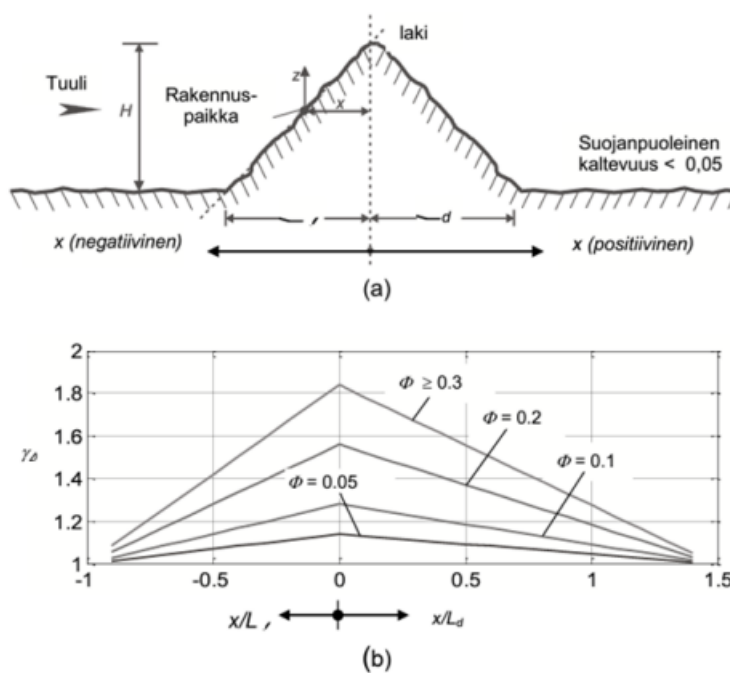 laki
Tuuli
H
z
Rakennus-
paikka
x
Suojanpuoleinen
kaltevuus < 0,05
d
x (negatiivinen)
x (positiivinen)
(a)
2
1.8
1.6
1.4
1.2
1
Φ ≥ 0.3
Φ = 0.2
Φ = 0.1
Φ = 0.05
-1 -0.5 0 0.5 1 1.5
x/L
x/Ld
(b)